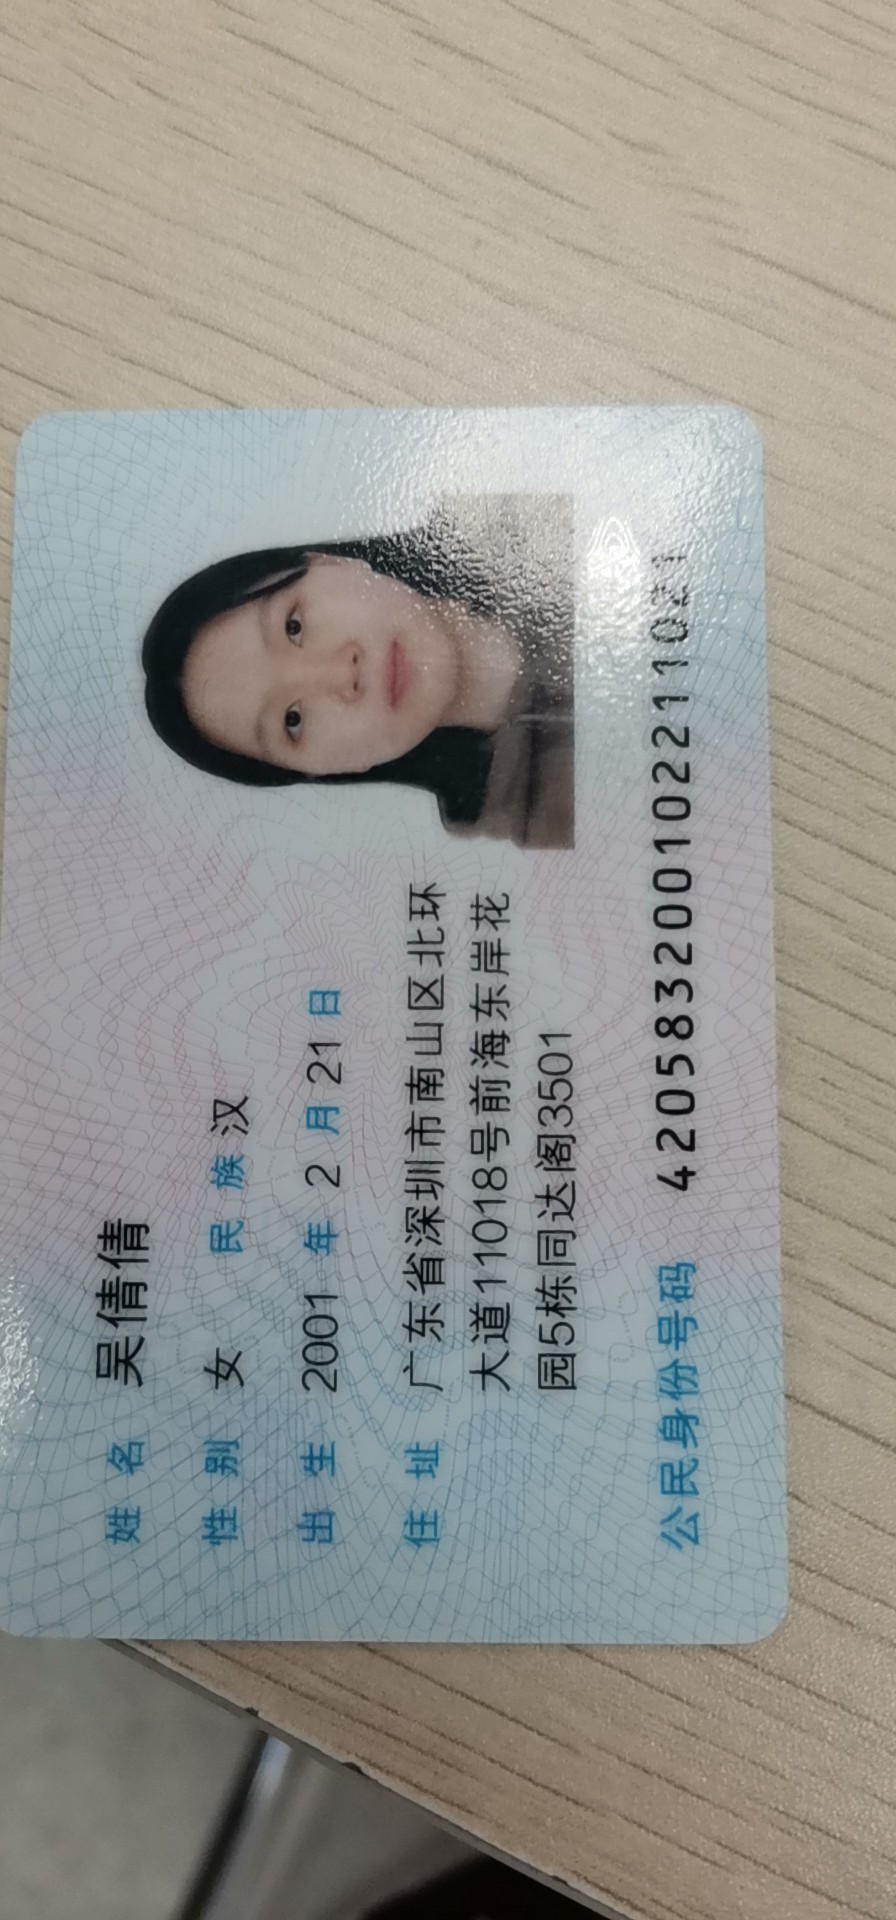 姓名 吴倩倩
性别 女 民族 汉
出生 2001 年 2 月 21 日
住址 广东省深圳市南山区北环
大道11018号前海东岸花
园5栋同达阁3501
公民身份号码 420583200102211021